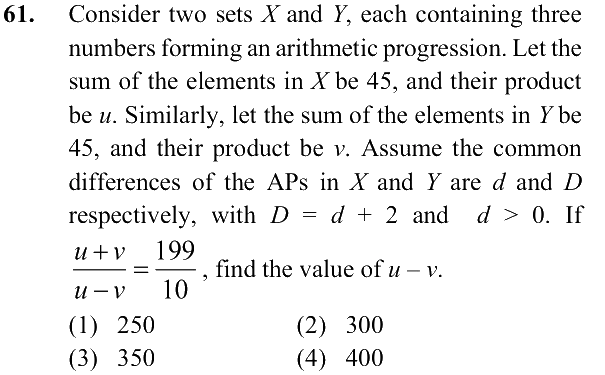 61. Consider two sets X and Y, each containing three
numbers forming an arithmetic progression. Let the
sum of the elements in X be 45, and their product
be u. Similarly, let the sum of the elements in Y be
45, and their product be v. Assume the common
differences of the APs in X and Y are d and D
respectively, with D = d + 2 and d > 0. If
(u + v)/(u − v) = 199/10, find the value of u – v.
(1) 250 (2) 300
(3) 350 (4) 400